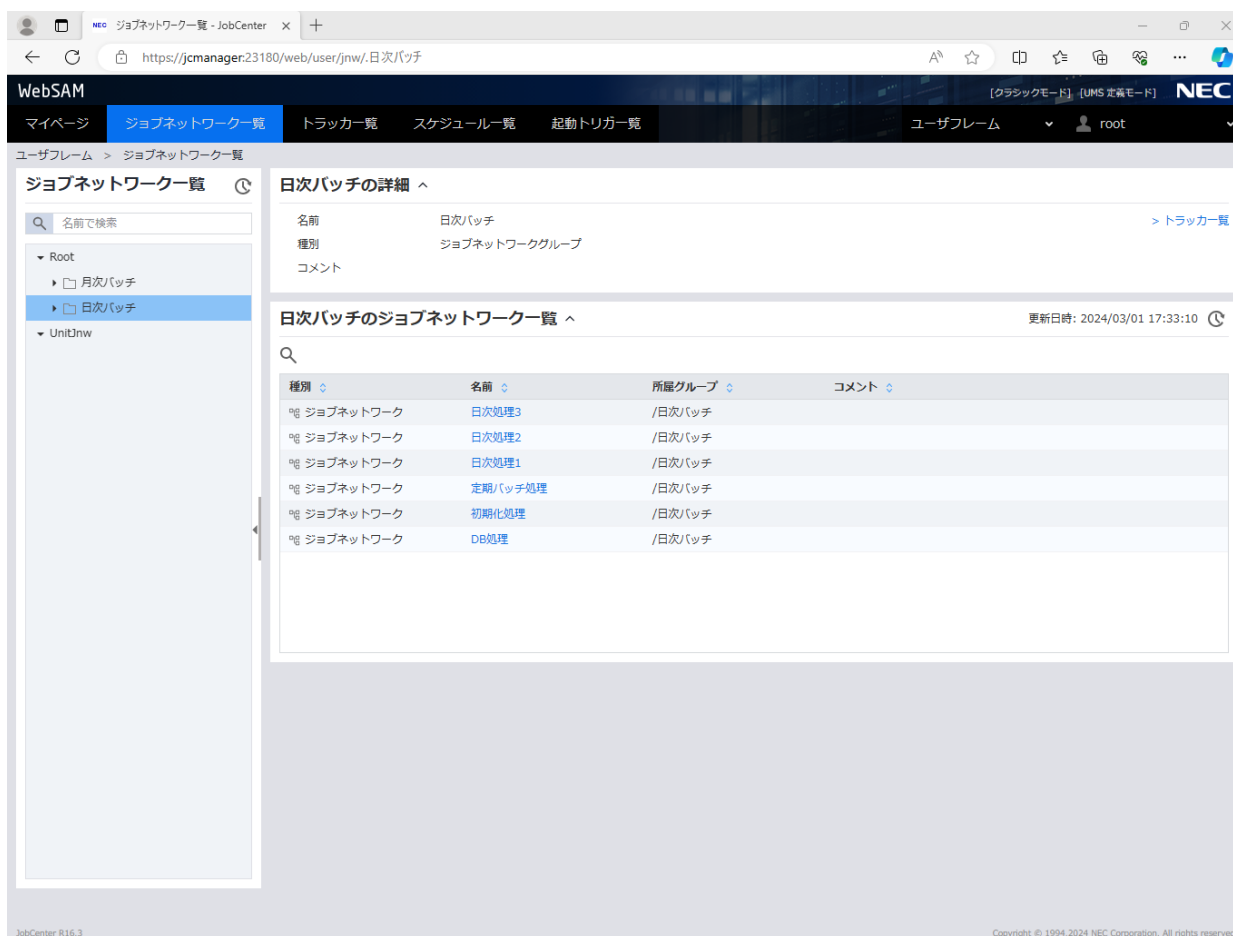 NEC ジョブネットワーク一覧 - JobCenter
https://jcmanager:23180/web/user/jnw/.日次バッチ
WebSAM
[クラシックモード] [UMS 定義モード] NEC
マイページ ジョブネットワーク一覧 トラッカ一覧 スケジュール一覧 起動トリガ一覧 ユーザフレーム root
ユーザフレーム > ジョブネットワーク一覧
ジョブネットワーク一覧
名前で検索
Root
月次バッチ
日次バッチ
UnitJnw
日次バッチの詳細
名前 日次バッチ
> トラッカ一覧
種別 ジョブネットワークグループ
コメント
日次バッチのジョブネットワーク一覧
更新日時: 2024/03/01 17:33:10
種別 名前 所属グループ コメント
ジョブネットワーク 日次処理3 /日次バッチ
ジョブネットワーク 日次処理2 /日次バッチ
ジョブネットワーク 日次処理1 /日次バッチ
ジョブネットワーク 定期バッチ処理 /日次バッチ
ジョブネットワーク 初期化処理 /日次バッチ
ジョブネットワーク DB処理 /日次バッチ
JobCenter R16.3
Copyright © 1994,2024 NEC Corporation. All rights reserved